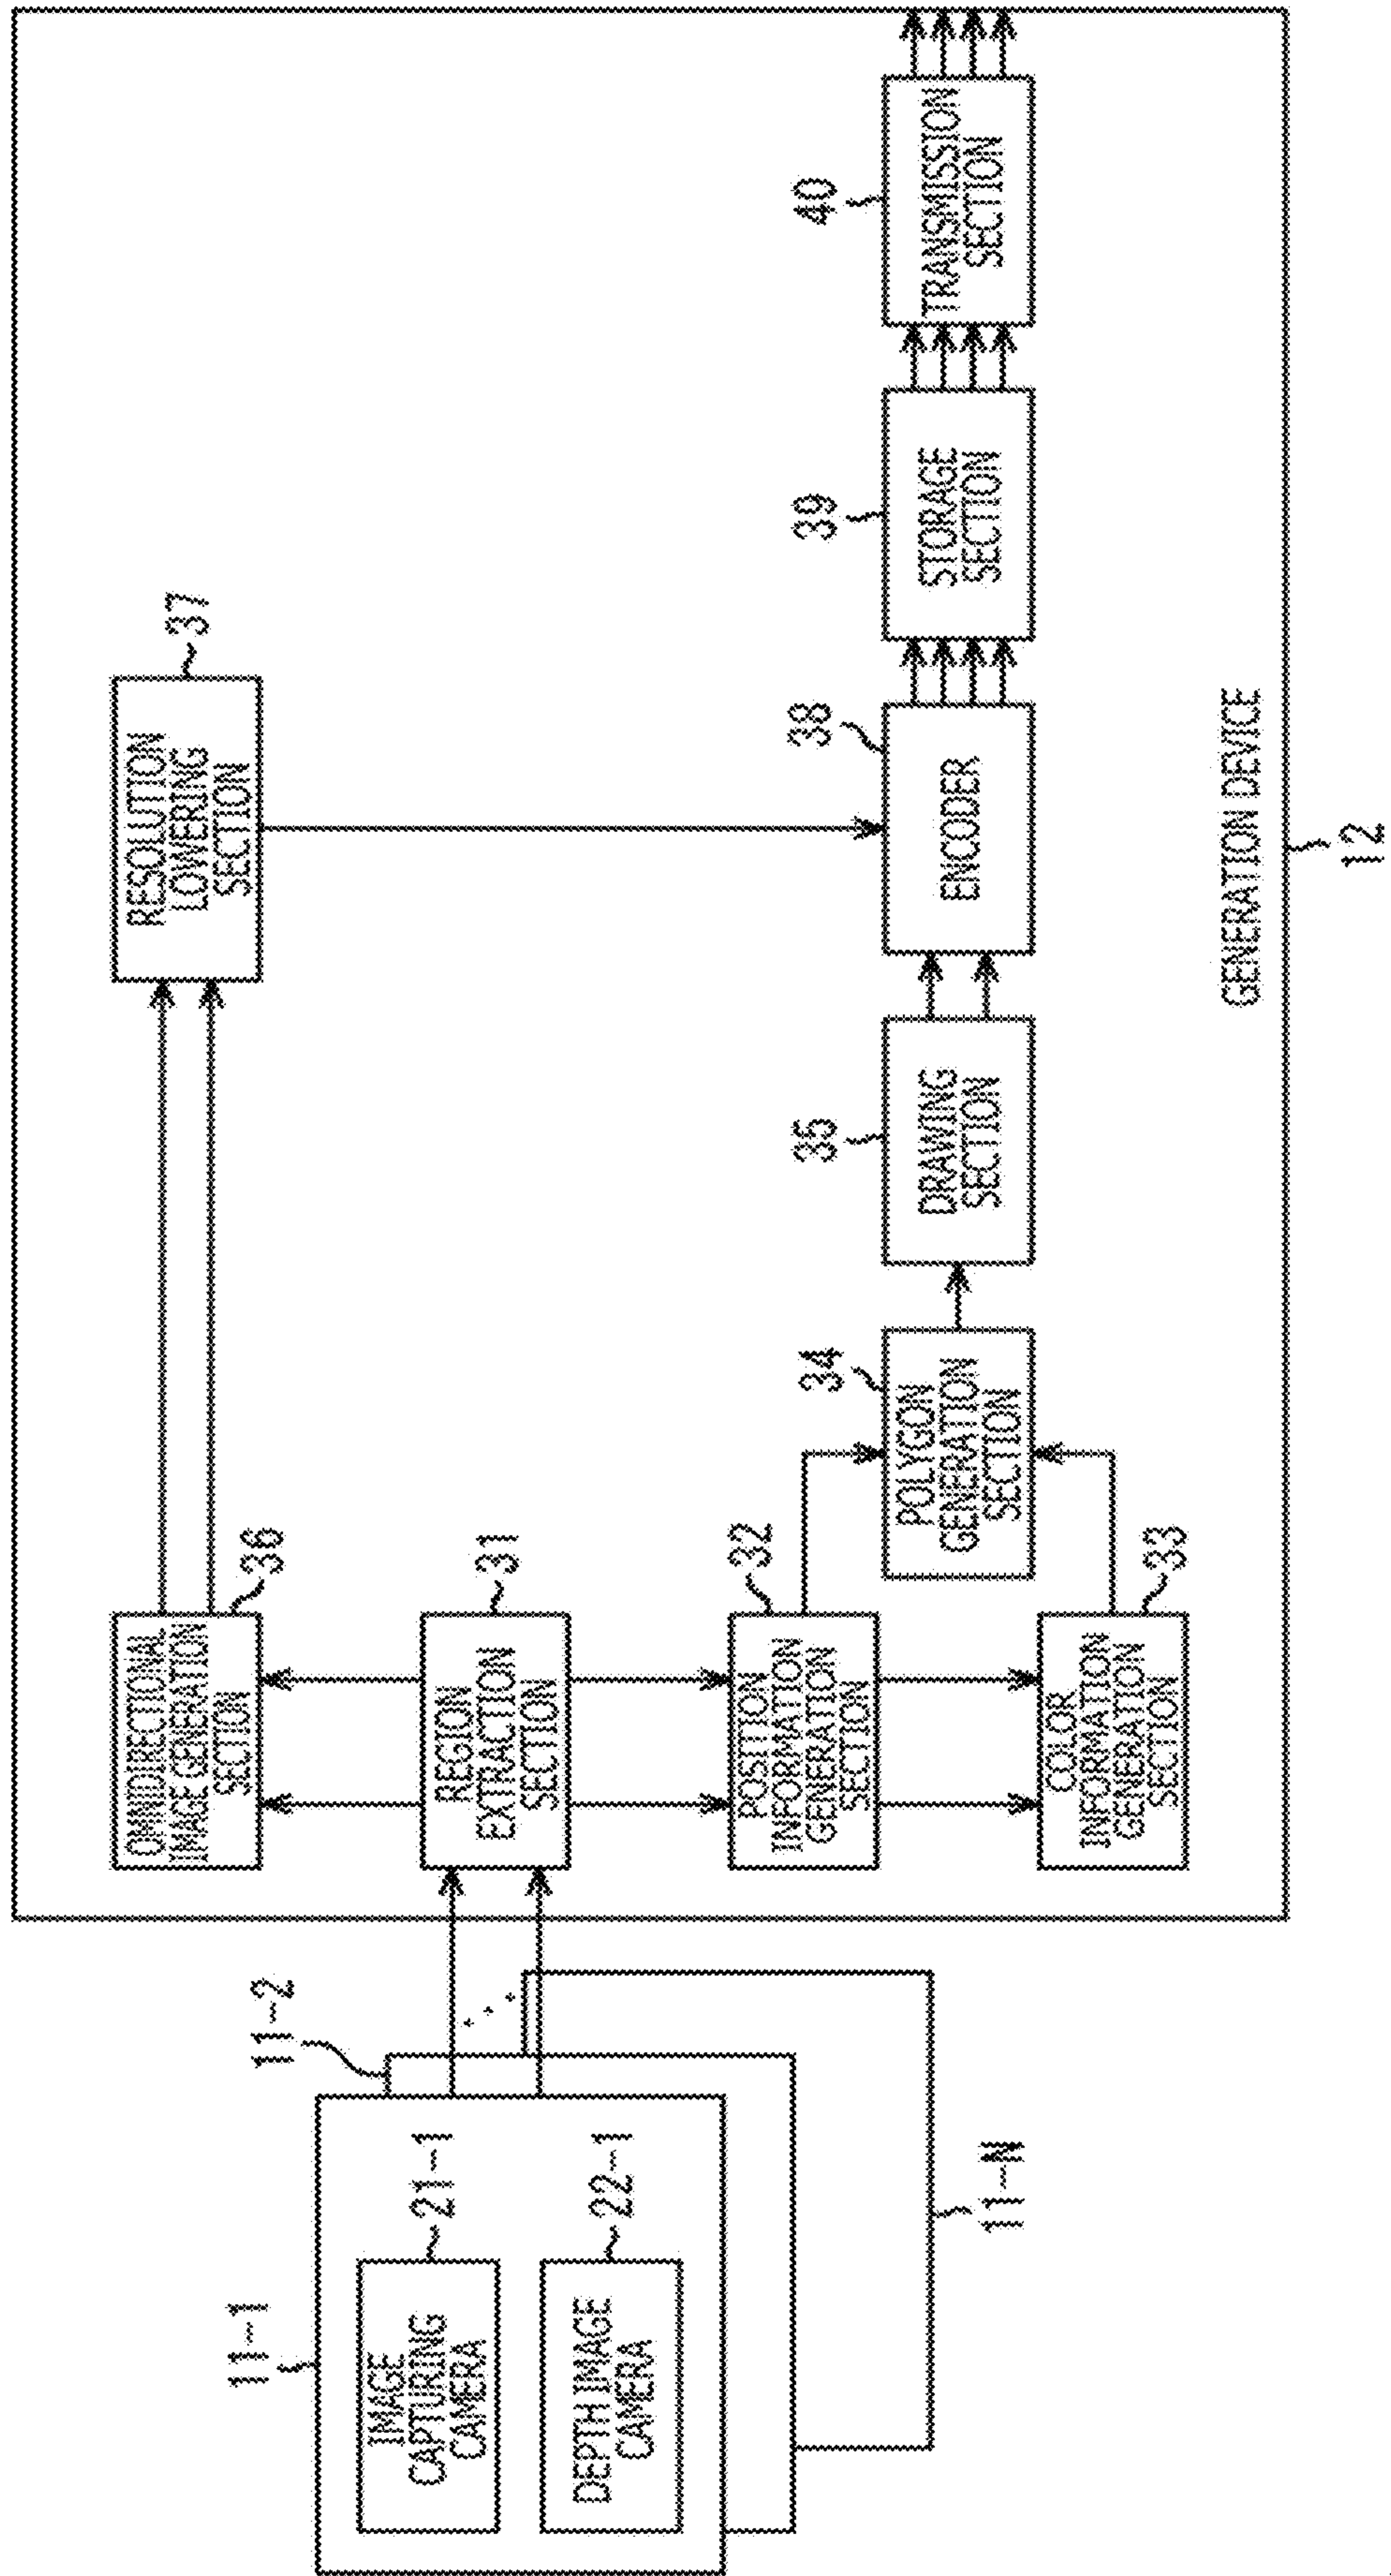 11-1
11-2
11-N
IMAGE
CAPTURING
CAMERA
21-1
DEPTH IMAGE
CAMERA
22-1
OMNIDIRECTIONAL
IMAGE GENERATION
SECTION
36
RESOLUTION
LOWERING
SECTION
37
REGION
EXTRACTION
SECTION
31
POSITION
INFORMATION
GENERATION
SECTION
32
COLOR
INFORMATION
GENERATION
SECTION
33
POLYGON
GENERATION
SECTION
34
DRAWING
SECTION
35
ENCODER
38
STORAGE
SECTION
39
TRANSMISSION
SECTION
40
GENERATION DEVICE
12